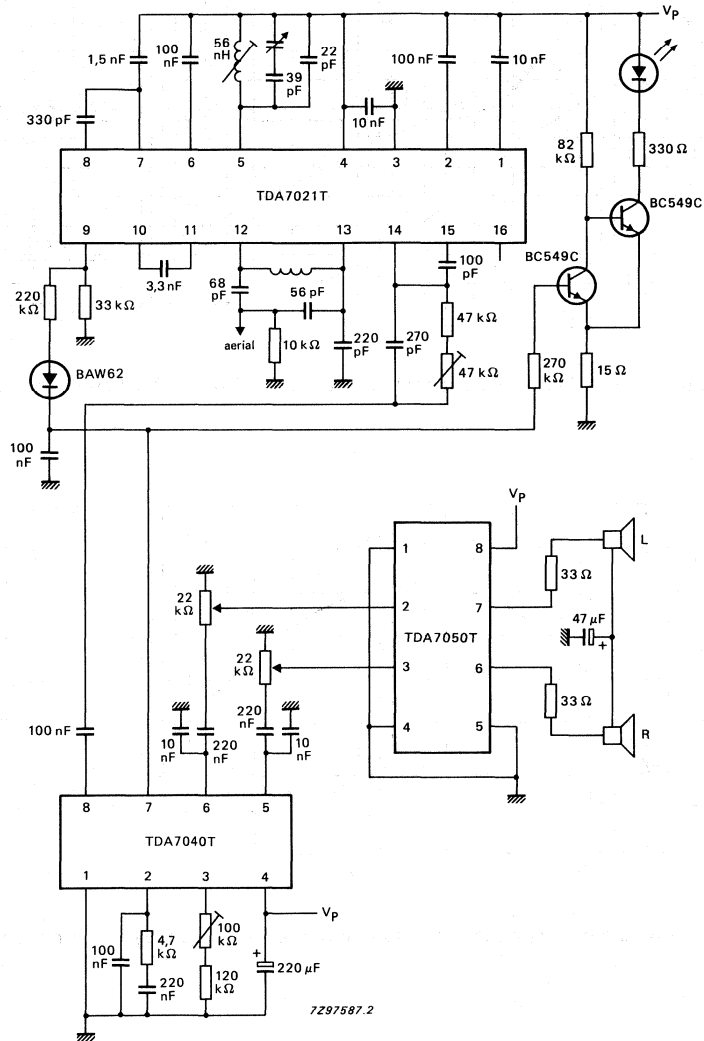 VP
1,5 nF
100 nF
56 nH
22 pF
39 pF
100 nF
10 nF
330 pF
10 nF
82 kΩ
330 Ω
8 7 6 5 4 3 2 1
TDA7021T
BC549C
9 10 11 12 13 14 15 16
BC549C
3,3 nF
100 pF
68 pF
56 pF
220 kΩ
33 kΩ
47 kΩ
aerial
10 kΩ
220 pF
270 pF
47 kΩ
270 kΩ
15 Ω
BAW62
100 nF
VP
1 8
L
33 Ω
22 kΩ
2 7
47 μF
+
TDA7050T
22 kΩ
3 6
33 Ω
220 nF
10 nF
4 5
R
100 nF
10 nF
220 nF
8 7 6 5
TDA7040T
1 2 3 4
VP
100 nF
4,7 kΩ
100 kΩ
+
220 μF
220 nF
120 kΩ
7Z97587.2